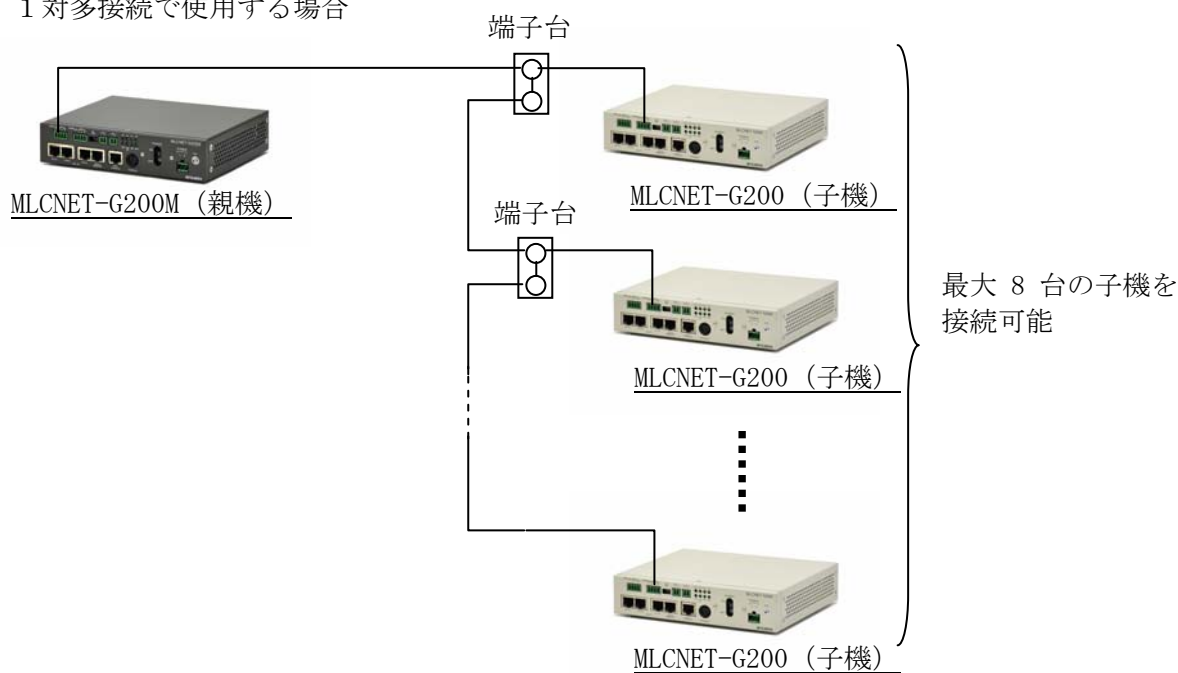 １対多接続で使用する場合
端子台
MLCNET-G200M (親機)
MLCNET-G200 (子機)
端子台
最大 8 台の子機を
接続可能
MLCNET-G200 (子機)
MLCNET-G200 (子機)